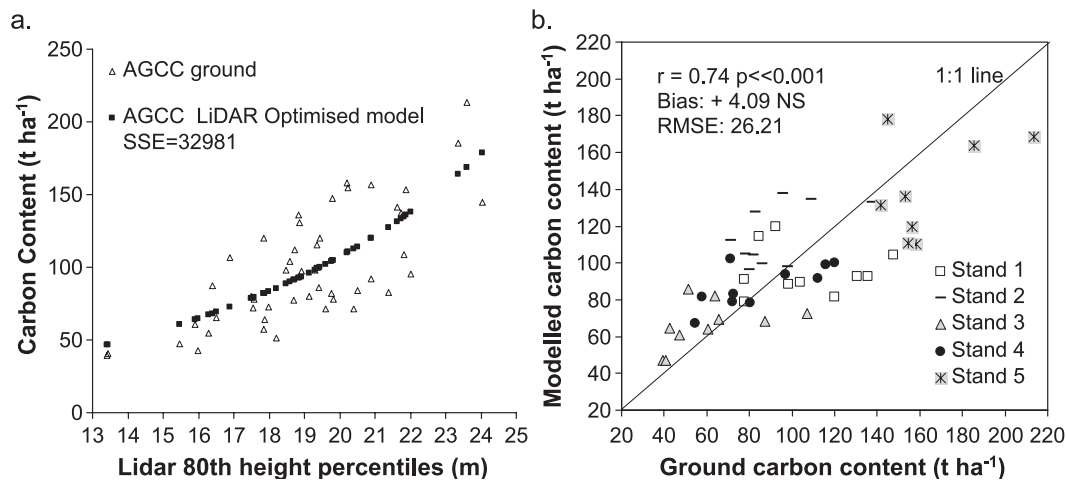 a.
250
200
150
100
50
0
Carbon Content (t ha⁻¹)
AGCC ground
AGCC LiDAR Optimised model
SSE=32981
13 14 15 16 17 18 19 20 21 22 23 24 25
Lidar 80th height percentiles (m)
b.
220
200
180
160
140
120
100
80
60
40
20
Modelled carbon content (t ha⁻¹)
r = 0.74 p<<0.001
Bias: + 4.09 NS
RMSE: 26.21
1:1 line
Stand 1
Stand 2
Stand 3
Stand 4
Stand 5
20 40 60 80 100 120 140 160 180 200 220
Ground carbon content (t ha⁻¹)